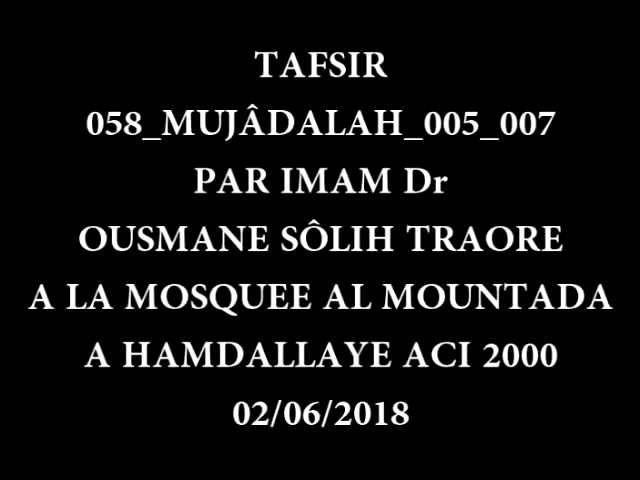 TAFSIR
058_MUJÂDALAH_005_007
PAR IMAM Dr
OUSMANE SÔLIH TRAORE
A LA MOSQUEE AL MOUNTADA
A HAMDALLAYE ACI 2000
02/06/2018